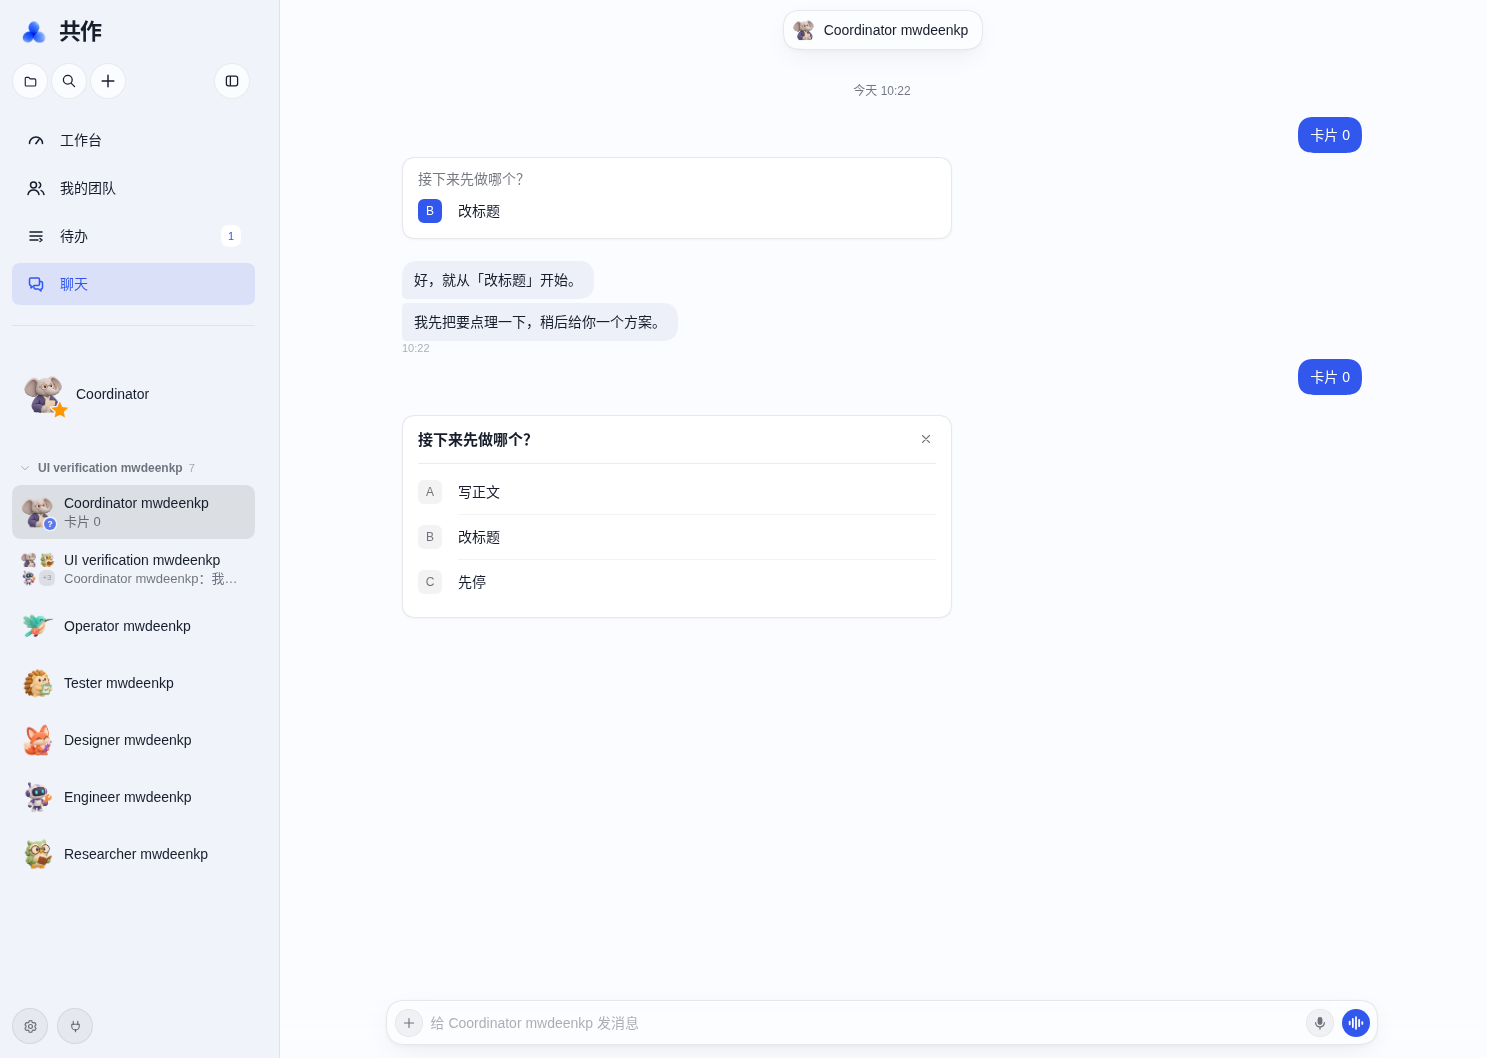 共作
工作台
我的团队
待办
1
聊天
Coordinator
UI verification mwdeenkp 7
Coordinator mwdeenkp
卡片 0
?
UI verification mwdeenkp
Coordinator mwdeenkp：我…
+3
Operator mwdeenkp
Tester mwdeenkp
Designer mwdeenkp
Engineer mwdeenkp
Researcher mwdeenkp
Coordinator mwdeenkp
今天 10:22
卡片 0
接下来先做哪个？
B 改标题
好，就从「改标题」开始。
我先把要点理一下，稍后给你一个方案。
10:22
卡片 0
接下来先做哪个？
A 写正文
B 改标题
C 先停
给 Coordinator mwdeenkp 发消息